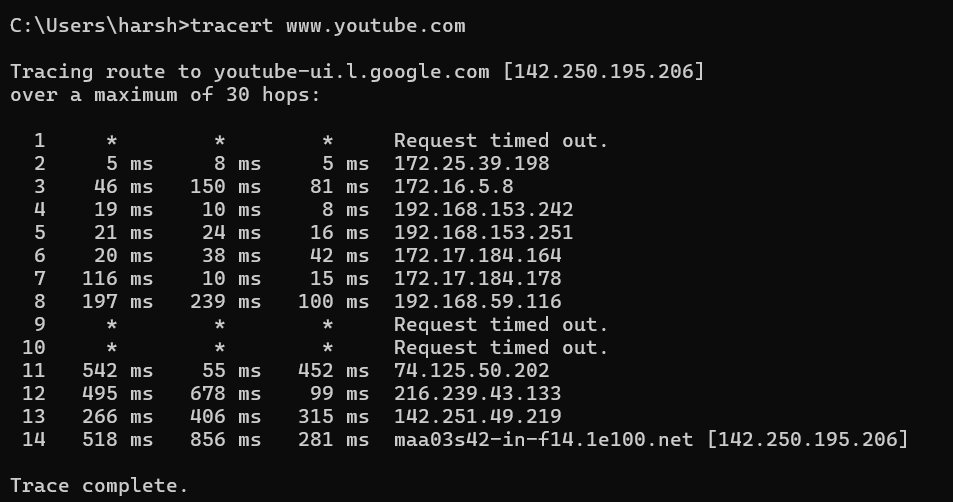 C:\Users\harsh>tracert www.youtube.com
Tracing route to youtube-ui.l.google.com [142.250.195.206]
over a maximum of 30 hops:
  1     *        *        *     Request timed out.
  2     5 ms     8 ms     5 ms  172.25.39.198
  3    46 ms   150 ms    81 ms  172.16.5.8
  4    19 ms    10 ms     8 ms  192.168.153.242
  5    21 ms    24 ms    16 ms  192.168.153.251
  6    20 ms    38 ms    42 ms  172.17.184.164
  7   116 ms    10 ms    15 ms  172.17.184.178
  8   197 ms   239 ms   100 ms  192.168.59.116
  9     *        *        *     Request timed out.
 10     *        *        *     Request timed out.
 11   542 ms    55 ms   452 ms  74.125.50.202
 12   495 ms   678 ms    99 ms  216.239.43.133
 13   266 ms   406 ms   315 ms  142.251.49.219
 14   518 ms   856 ms   281 ms  maa03s42-in-f14.1e100.net [142.250.195.206]
Trace complete.